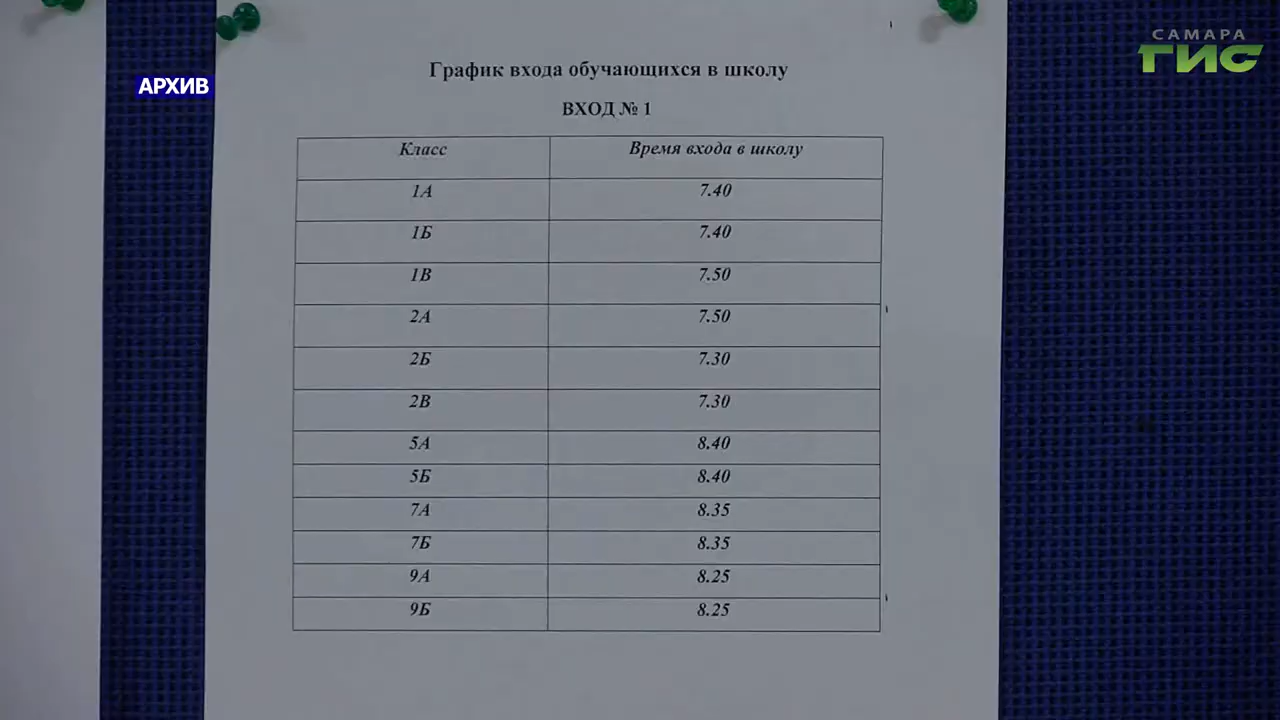 САМАРА
ГИС
АРХИВ
График входа обучающихся в школу
ВХОД № 1
Класс Время входа в школу
1А 7.40
1Б 7.40
1В 7.50
2А 7.50
2Б 7.30
2В 7.30
5А 8.40
5Б 8.40
7А 8.35
7Б 8.35
9А 8.25
9Б 8.25